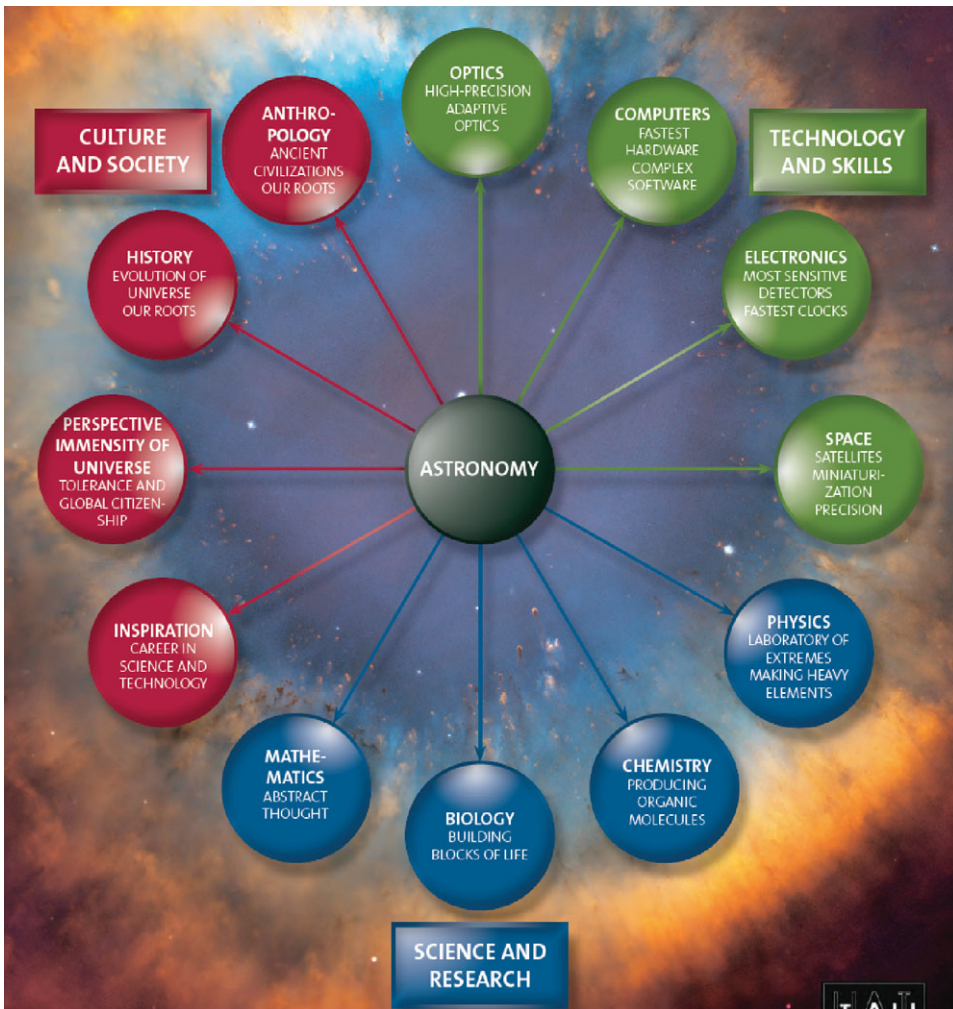 CULTURE
AND SOCIETY
ANTHRO-
POLOGY
ANCIENT
CIVILIZATIONS
OUR ROOTS
OPTICS
HIGH-PRECISION
ADAPTIVE
OPTICS
COMPUTERS
FASTEST
HARDWARE
COMPLEX
SOFTWARE
TECHNOLOGY
AND SKILLS
HISTORY
EVOLUTION OF
UNIVERSE
OUR ROOTS
ELECTRONICS
MOST SENSITIVE
DETECTORS
FASTEST CLOCKS
PERSPECTIVE
IMMENSITY OF
UNIVERSE
TOLERANCE AND
GLOBAL CITIZEN-
SHIP
ASTRONOMY
SPACE
SATELLITES
MINIATURI-
ZATION
PRECISION
INSPIRATION
CAREER IN
SCIENCE AND
TECHNOLOGY
PHYSICS
LABORATORY OF
EXTREMES
MAKING HEAVY
ELEMENTS
MATHE-
MATICS
ABSTRACT
THOUGHT
BIOLOGY
BUILDING
BLOCKS OF LIFE
CHEMISTRY
PRODUCING
ORGANIC
MOLECULES
SCIENCE AND
RESEARCH